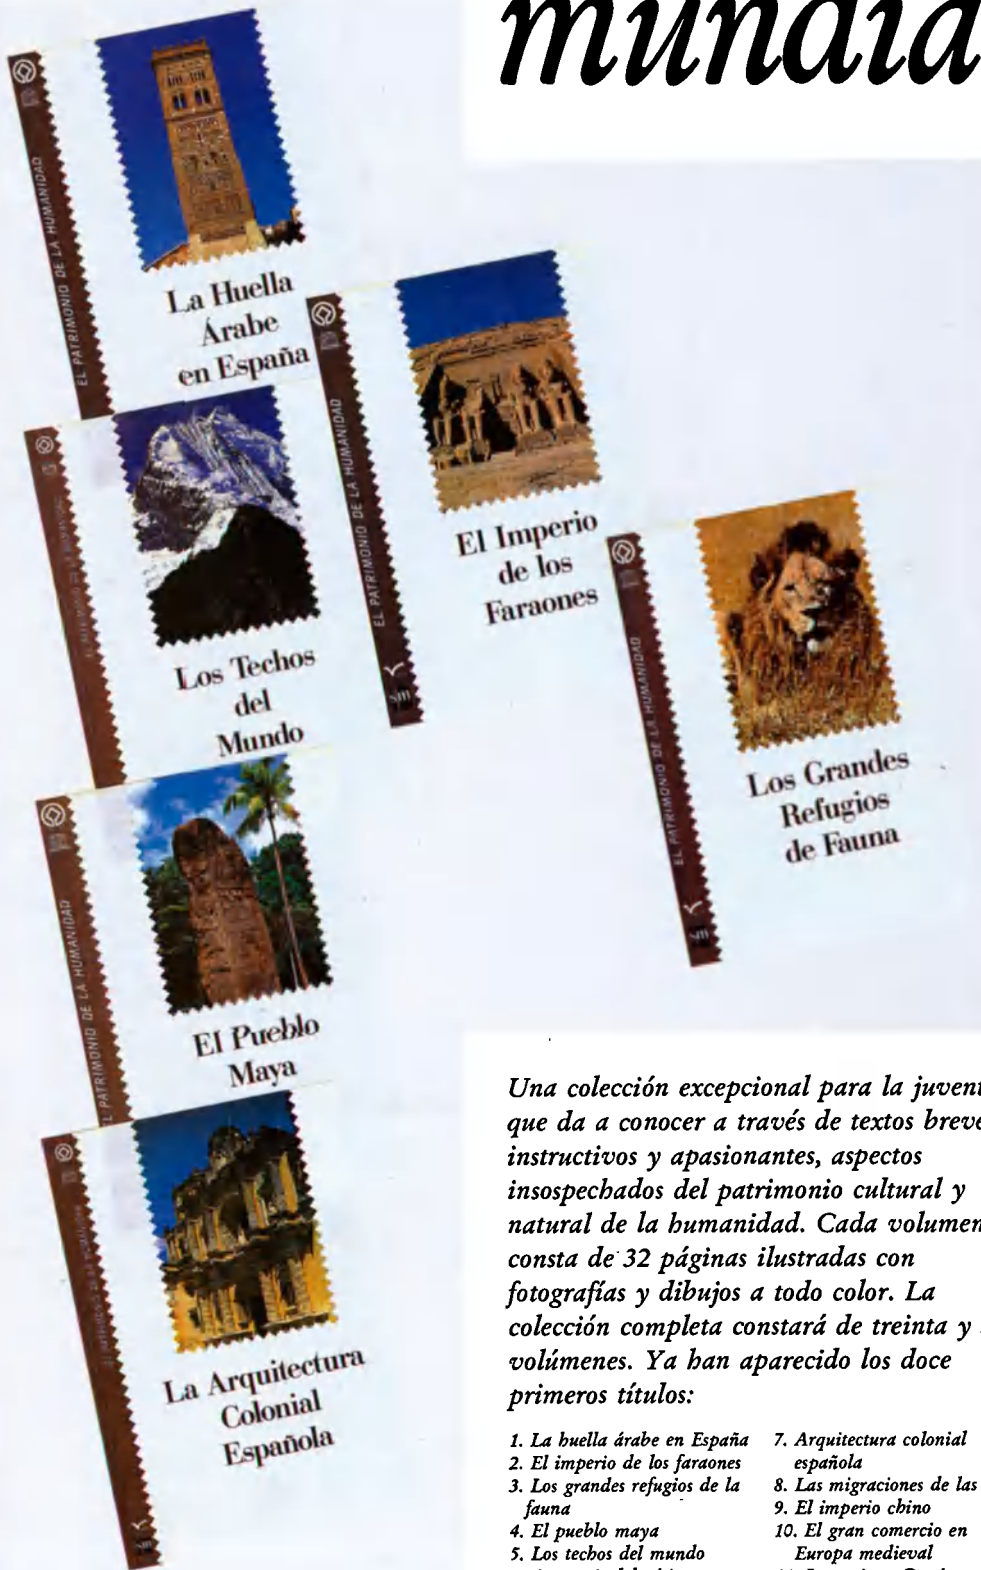 mundia
EL PATRIMONIO DE LA HUMANIDAD
La Huella
Árabe
en España
EL PATRIMONIO DE LA HUMANIDAD
sm
El Imperio
de los
Faraones
Los Techos
del
Mundo
EL PATRIMONIO DE LA HUMANIDAD
sm
Los Grandes
Refugios
de Fauna
EL PATRIMONIO DE LA HUMANIDAD
El Pueblo
Maya
sm
La Arquitectura
Colonial
Española
Una colección excepcional para la juvent
que da a conocer a través de textos breve
instructivos y apasionantes, aspectos
insospechados del patrimonio cultural y
natural de la humanidad. Cada volumen
consta de 32 páginas ilustradas con
fotografías y dibujos a todo color. La
colección completa constará de treinta y
volúmenes. Ya han aparecido los doce
primeros títulos:
1. La huella árabe en España
2. El imperio de los faraones
3. Los grandes refugios de la
fauna
4. El pueblo maya
5. Los techos del mundo
7. Arquitectura colonial
española
8. Las migraciones de las
9. El imperio chino
10. El gran comercio en
Europa medieval